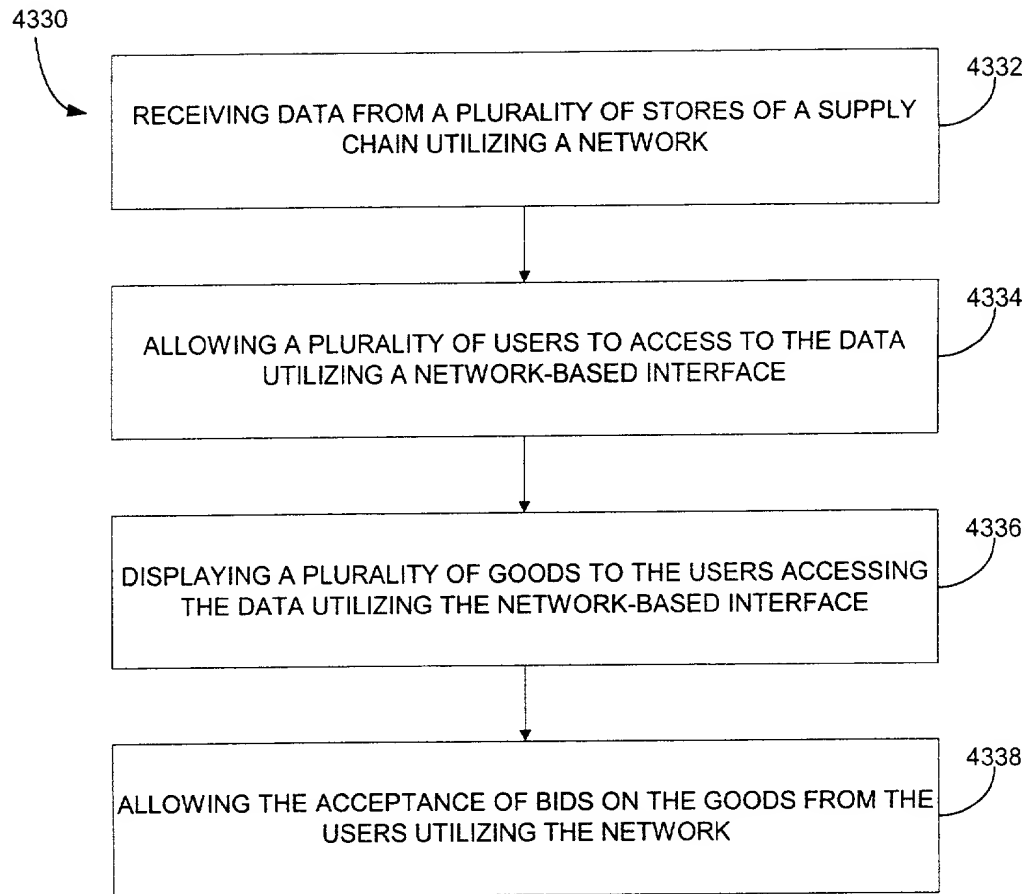 4330
4332
RECEIVING DATA FROM A PLURALITY OF STORES OF A SUPPLY
CHAIN UTILIZING A NETWORK
4334
ALLOWING A PLURALITY OF USERS TO ACCESS TO THE DATA
UTILIZING A NETWORK-BASED INTERFACE
4336
DISPLAYING A PLURALITY OF GOODS TO THE USERS ACCESSING
THE DATA UTILIZING THE NETWORK-BASED INTERFACE
4338
ALLOWING THE ACCEPTANCE OF BIDS ON THE GOODS FROM THE
USERS UTILIZING THE NETWORK